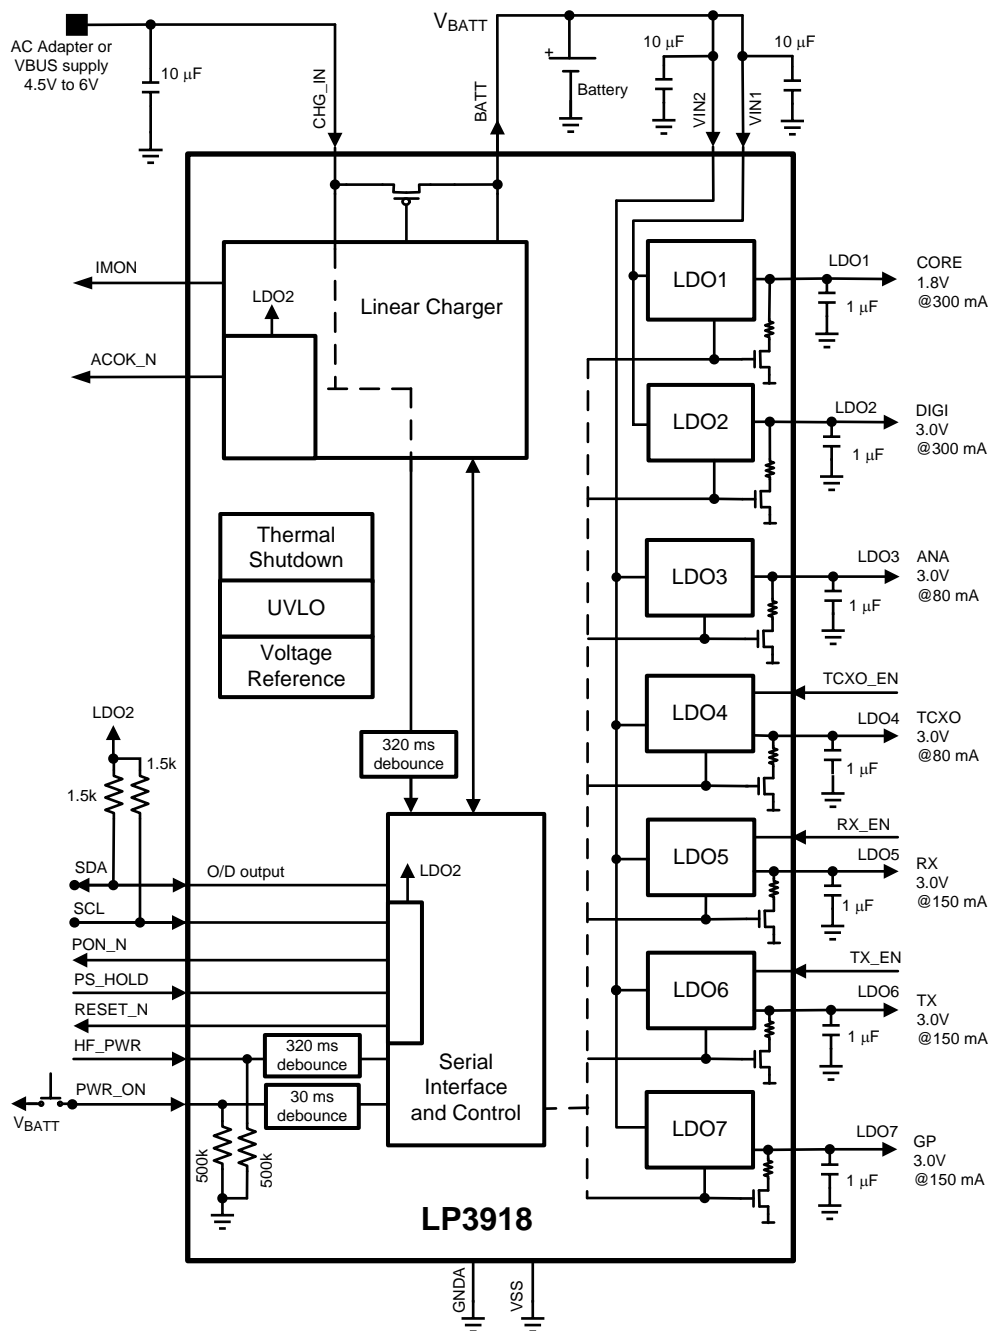 AC Adapter or
VBUS supply
4.5V to 6V
10 µF
CHG_IN
VBATT
BATT
+
Battery
10 µF
VIN2
VIN1
10 µF
IMON
ACOK_N
LDO2
Linear Charger
Thermal
Shutdown
UVLO
Voltage
Reference
LDO1
LDO1
CORE
1.8V
@300 mA
1 µF
LDO2
LDO2
DIGI
3.0V
@300 mA
1 µF
LDO3
LDO3
ANA
3.0V
@80 mA
1 µF
LDO4
TCXO_EN
LDO4
TCXO
3.0V
@80 mA
1 µF
LDO5
RX_EN
LDO5
RX
3.0V
@150 mA
1 µF
LDO6
TX_EN
LDO6
TX
3.0V
@150 mA
1 µF
LDO7
LDO7
GP
3.0V
@150 mA
1 µF
LDO2
1.5k
1.5k
320 ms
debounce
SDA
O/D output
SCL
PON_N
PS_HOLD
RESET_N
HF_PWR
320 ms
debounce
PWR_ON
30 ms
debounce
VBATT
500k
500k
LDO2
Serial
Interface
and Control
LP3918
GNDA
VSS